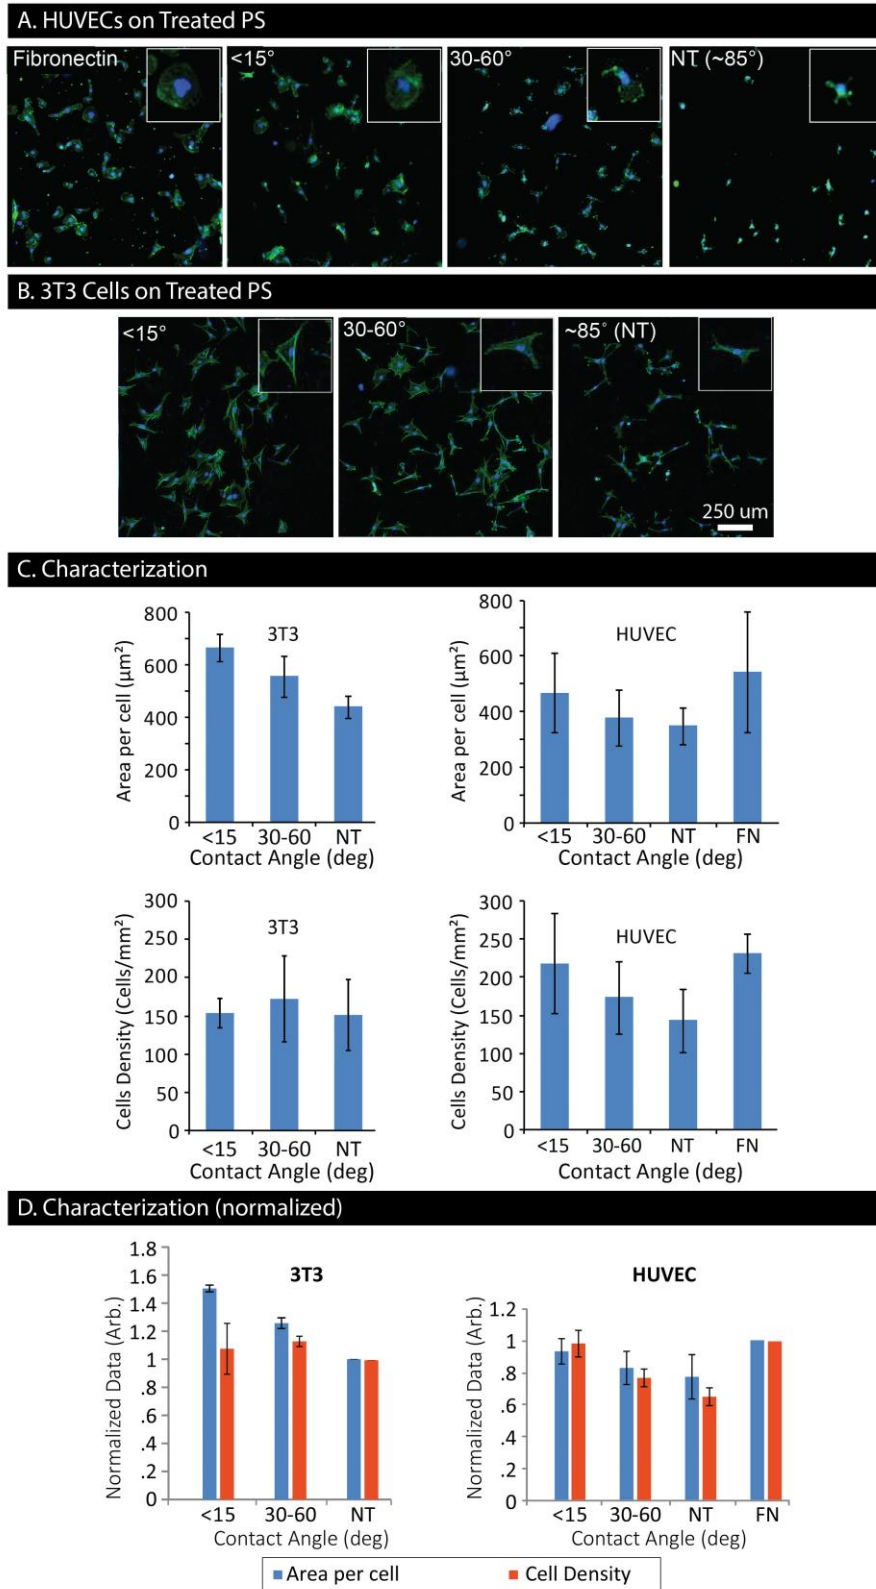 A. HUVECs on Treated PS
Fibronectin <15° 30-60° NT (~85°)
B. 3T3 Cells on Treated PS
<15° 30-60° ~85° (NT)
250 um
C. Characterization
Area per cell (µm²)
800
600
400
200
0
3T3
<15 30-60 NT
Contact Angle (deg)
Area per cell (µm²)
800
600
400
200
0
HUVEC
<15 30-60 NT FN
Contact Angle (deg)
Cells Density (Cells/mm²)
300
250
200
150
100
50
0
3T3
<15 30-60 NT
Contact Angle (deg)
Cells Density (Cells/mm²)
300
250
200
150
100
50
0
HUVEC
<15 30-60 NT FN
Contact Angle (deg)
D. Characterization (normalized)
Normalized Data (Arb.)
1.8
1.6
1.4
1.2
1
.8
.6
.4
.2
0
3T3
<15 30-60 NT
Contact Angle (deg)
Normalized Data (Arb.)
1.2
1
.8
.6
.4
.2
0
HUVEC
<15 30-60 NT FN
Contact Angle (deg)
Area per cell Cell Density